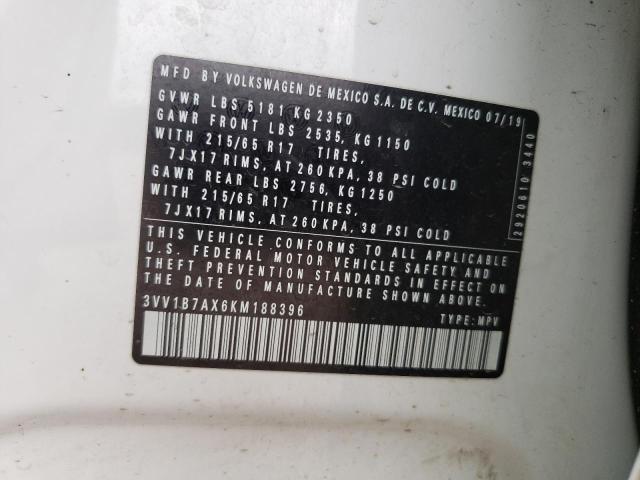 MFD BY VOLKSWAGEN DE MEXICO S.A. DE C.V. MEXICO 07/19
GVWR LBS 5181 KG 2350
GAWR FRONT LBS 2535, KG 1150
WITH 215/65 R17 TIRES,
7JX17 RIMS, AT 260 KPA, 38 PSI COLD
GAWR REAR LBS 2756, KG 1250
WITH 215/65 R17 TIRES,
7JX17 RIMS, AT 260 KPA, 38 PSI COLD
THIS VEHICLE CONFORMS TO ALL APPLICABLE
U.S. FEDERAL MOTOR VEHICLE SAFETY AND
THEFT PREVENTION STANDARDS IN EFFECT ON
THE DATE OF MANUFACTURE SHOWN ABOVE.
3VV1B7AX6KM188396
TYPE: MPV
2920610 3440